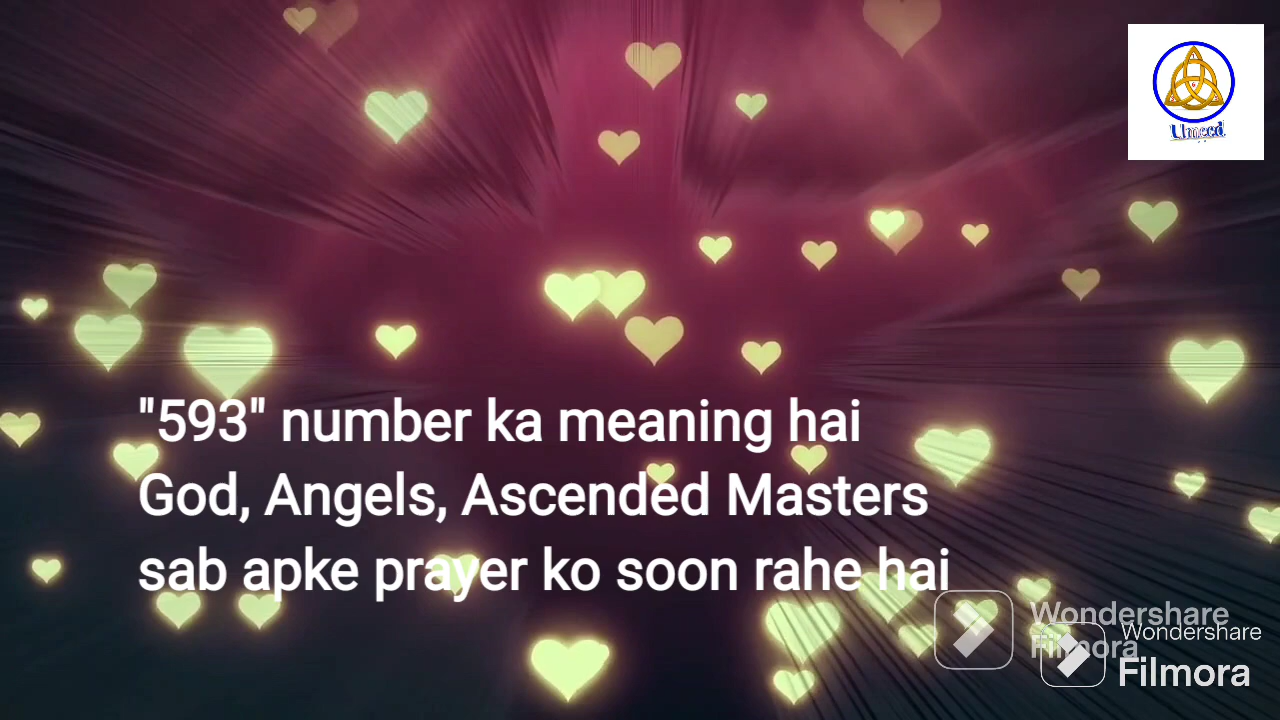 Umeed
"593" number ka meaning hai
God, Angels, Ascended Masters
sab apke prayer ko soon rahe hai
Wondershare
Filmora
Wondershare
Filmora